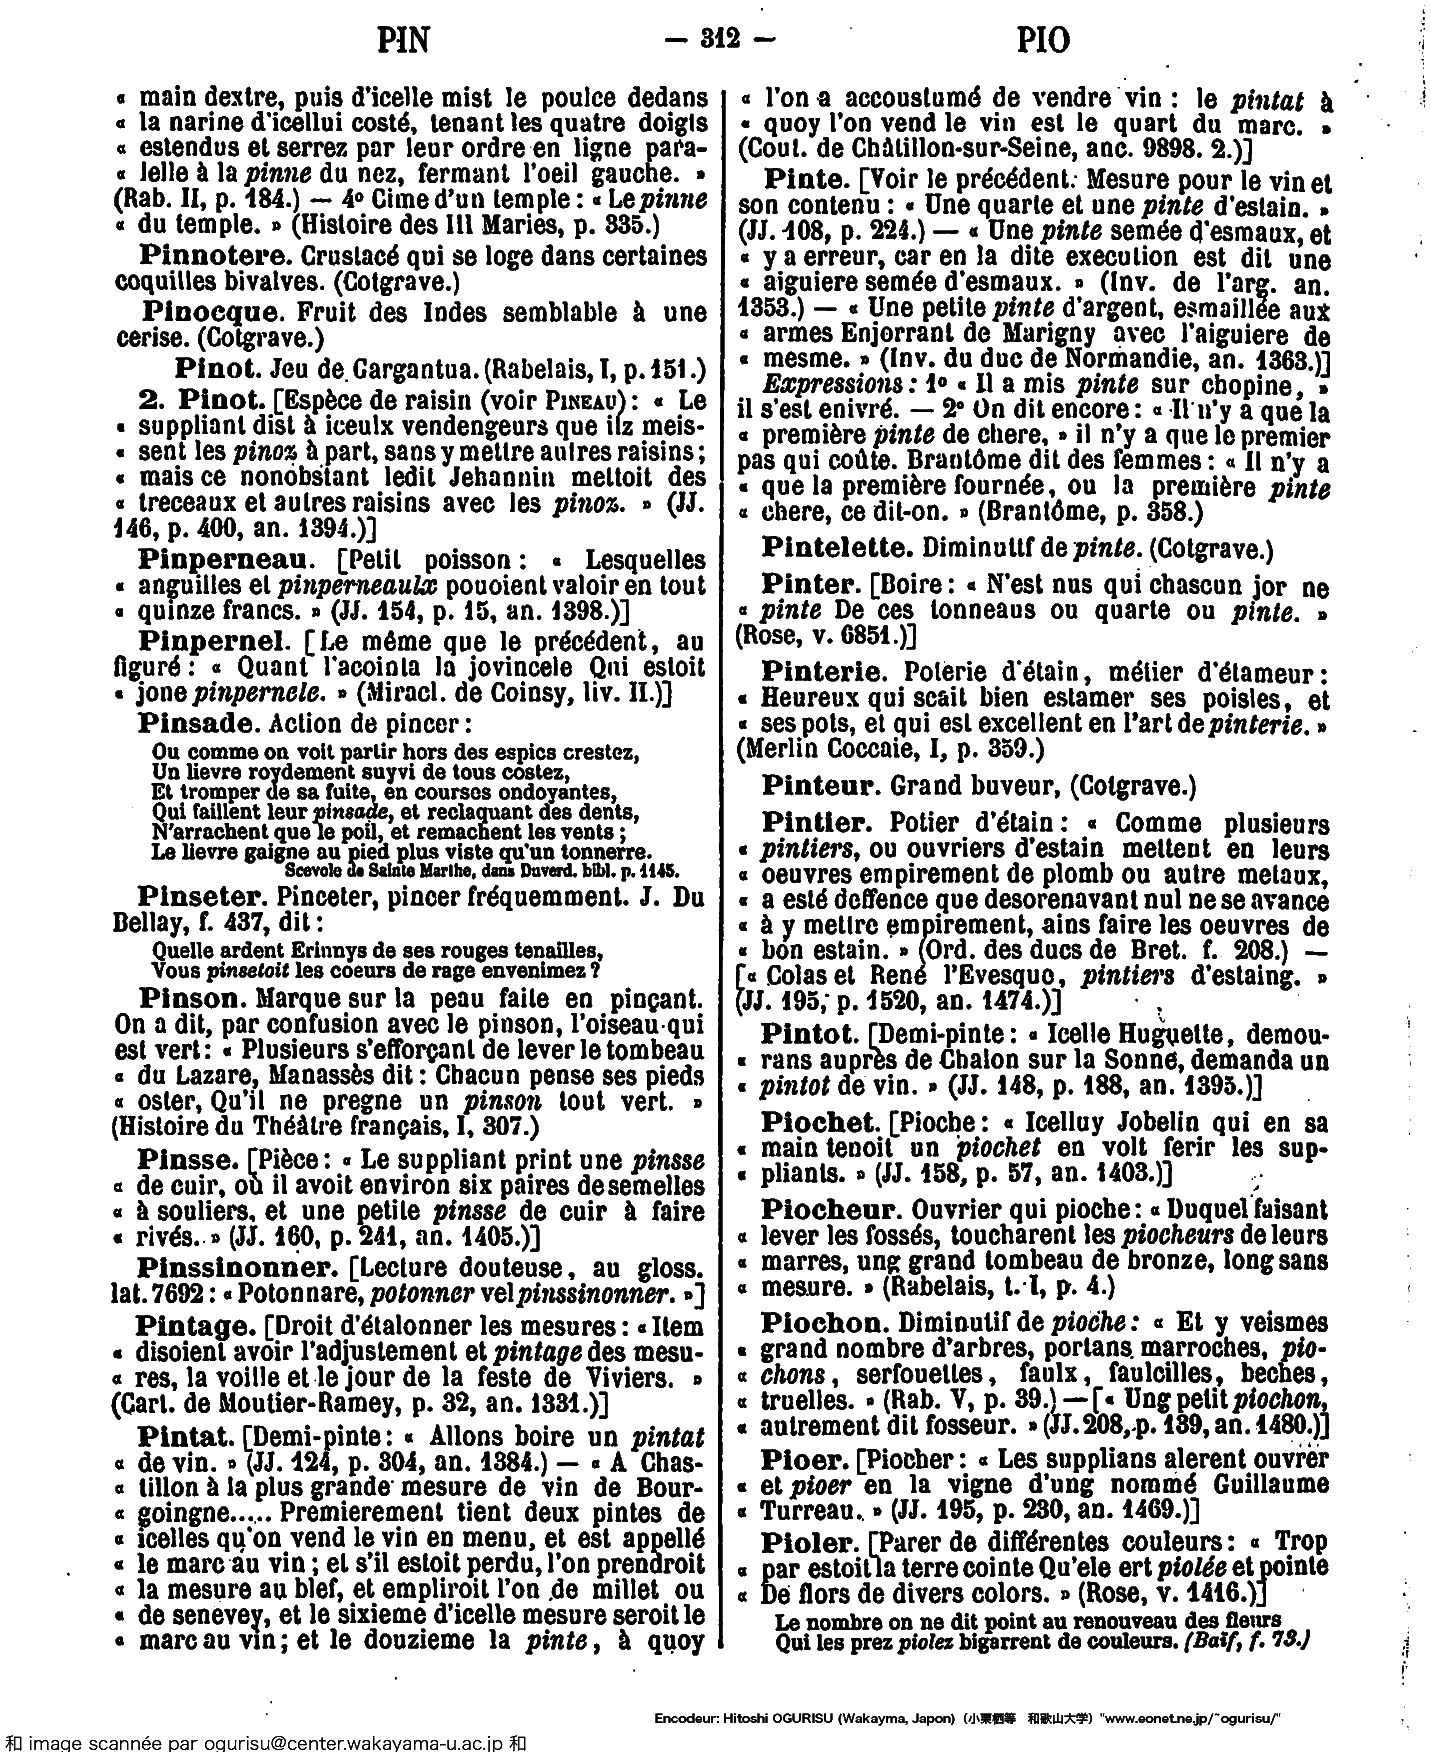 PIN — 312 — PIO
« main dextre, puis d'icelle mist le poulce dedans
« la narine d'icellui costé, tenant les quatre doigts
« estendus et serrez par leur ordre en ligne para-
« lelle à la pinne du nez, fermant l'oeil gauche. »
(Rab. II, p. 184.) — 4° Cime d'un temple : « Le pinne
« du temple. » (Histoire des III Maries, p. 335.)
Pinnotere. Crustacé qui se loge dans certaines
coquilles bivalves. (Cotgrave.)
Pinocque. Fruit des Indes semblable à une
cerise. (Cotgrave.)
Pinot. Jeu de Gargantua. (Rabelais, I, p. 151.)
2. Pinot. [Espèce de raisin (voir PINEAU) : « Le
« suppliant dist à iceulx vendengeurs que ilz meis-
« sent les pinoz à part, sans y mettre autres raisins ;
« mais ce nonobstant ledit Jehannin mettoit des
« treceaux et autres raisins avec les pinoz. » (JJ.
146, p. 400, an. 1394.)]
Pinperneau. [Petit poisson : « Lesquelles
« anguilles et pinperneaulx pouoient valoir en tout
« quinze francs. » (JJ. 154, p. 15, an. 1398.)]
Pinpernel. [Le même que le précédent, au
figuré : « Quant l'acointa la jovincele Qui estoit
« jone pinpernele. » (Miracl. de Coinsy, liv. II.)]
Pinsade. Action de pincer :
Ou comme on voit partir hors des espics crestez,
Un lievre roydement suyvi de tous costez,
Et tromper de sa fuite, en courses ondoyantes,
Qui faillent leur pinsade, et reclaquant des dents,
N'arrachent que le poil, et remachent les vents ;
Le lievre gaigne au pied plus viste qu'un tonnerre.
Scevole de Sainte Marthe, dans Duverd. bibl. p. 1145.
Pinseter. Pinceter, pincer fréquemment. J. Du
Bellay, f. 437, dit :
Quelle ardent Erinnys de ses rouges tenailles,
Vous pinsetoit les coeurs de rage envenimez ?
Pinson. Marque sur la peau faite en pinçant.
On a dit, par confusion avec le pinson, l'oiseau qui
est vert : « Plusieurs s'efforçant de lever le tombeau
« du Lazare, Manassès dit : Chacun pense ses pieds
« oster, Qu'il ne pregne un pinson tout vert. »
(Histoire du Théâtre français, I, 307.)
Pinsse. [Pièce : « Le suppliant print une pinsse
« de cuir, où il avoit environ six paires de semelles
« à souliers, et une petite pinsse de cuir à faire
« rivés. » (JJ. 160, p. 241, an. 1405.)]
Pinssinonner. [Lecture douteuse, au gloss.
lat. 7692 : « Potonnare, potonner vel pinssinonner. »]
Pintage. [Droit d'étalonner les mesures : « Item
« disoient avoir l'adjustement et pintage des mesu-
« res, la voille et le jour de la feste de Viviers. »
(Cart. de Moutier-Ramey, p. 32, an. 1331.)]
Pintat. [Demi-pinte : « Allons boire un pintat
« de vin. » (JJ. 124, p. 304, an. 1384.) — « A Chas-
« tillon à la plus grande mesure de vin de Bour-
« goingne..... Premierement tient deux pintes de
« icelles qu'on vend le vin en menu, et est appellé
« le marc au vin ; et s'il estoit perdu, l'on prendroit
« la mesure au blef, et empliroit l'on de millet ou
« de senevey, et le sixieme d'icelle mesure seroit le
« marc au vin ; et le douzieme la pinte, à quoy
« l'on a accoustumé de vendre vin : le pintat à
« quoy l'on vend le vin est le quart du marc. »
(Cout. de Châtillon-sur-Seine, anc. 9898. 2.)]
Pinte. [Voir le précédent. Mesure pour le vin et
son contenu : « Une quarte et une pinte d'estain. »
(JJ. 108, p. 224.) — « Une pinte semée d'esmaux, et
« y a erreur, car en la dite execution est dit une
« aiguiere semée d'esmaux. » (Inv. de l'arg. an.
1353.) — « Une petite pinte d'argent, esmaillée aux
« armes Enjorrant de Marigny avec l'aiguiere de
« mesme. » (Inv. du duc de Normandie, an. 1363.)]
Expressions : 1° « Il a mis pinte sur chopine, »
il s'est enivré. — 2° On dit encore : « Il n'y a que la
« première pinte de chere, » il n'y a que le premier
pas qui coûte. Brantôme dit des femmes : « Il n'y a
« que la première fournée, ou la première pinte
« chere, ce dit-on. » (Brantôme, p. 358.)
Pintelette. Diminutif de pinte. (Cotgrave.)
Pinter. [Boire : « N'est nus qui chascun jor ne
« pinte De ces tonneaus ou quarte ou pinte. »
(Rose, v. 6851.)]
Pinterie. Poterie d'étain, métier d'étameur :
« Heureux qui scait bien estamer ses poisles, et
« ses pots, et qui est excellent en l'art de pinterie. »
(Merlin Coccaie, I, p. 359.)
Pinteur. Grand buveur, (Cotgrave.)
Pintier. Potier d'étain : « Comme plusieurs
« pintiers, ou ouvriers d'estain mettent en leurs
« oeuvres empirement de plomb ou autre metaux,
« a esté deffence que desorenavant nul ne se avance
« à y mettre empirement, ains faire les oeuvres de
« bon estain. » (Ord. des ducs de Bret. f. 208.) —
[« Colas et René l'Evesque, pintiers d'estaing. »
(JJ. 195, p. 1520, an. 1474.)]
Pintot. [Demi-pinte : « Icelle Huguette, demou-
« rans auprès de Chalon sur la Sonne, demanda un
« pintot de vin. » (JJ. 148, p. 188, an. 1395.)]
Piochet. [Pioche : « Icelluy Jobelin qui en sa
« main tenoit un piochet en volt ferir les sup-
« pliants. » (JJ. 158, p. 57, an. 1403.)]
Piocheur. Ouvrier qui pioche : « Duquel faisant
« lever les fossés, toucharent les piocheurs de leurs
« marres, ung grand tombeau de bronze, long sans
« mesure. » (Rabelais, t. I, p. 4.)
Piochon. Diminutif de pioche : « Et y veismes
« grand nombre d'arbres, portans marroches, pio-
« chons, serfouettes, faulx, faulcilles, beches,
« truelles. » (Rab. V, p. 39.) — [« Ung petit piochon,
« autrement dit fosseur. » (JJ. 208, p. 139, an. 1480.)]
Pioer. [Piocher : « Les supplians alerent ouvrer
« et pioer en la vigne d'ung nommé Guillaume
« Turreau. » (JJ. 195, p. 230, an. 1469.)]
Pioler. [Parer de différentes couleurs : « Trop
« par estoit la terre cointe Qu'ele ert piolée et pointe
« De flors de divers colors. » (Rose, v. 1416.)]
Le nombre on ne dit point au renouveau des fleurs
Qui les prez piolez bigarrent de couleurs. (Baïf, f. 73.)
Encodeur: Hitoshi OGURISU (Wakayma, Japon) (小栗栖等 和歌山大学) "www.eonet.ne.jp/~ogurisu/"
和 image scannée par ogurisu@center.wakayama-u.ac.jp 和